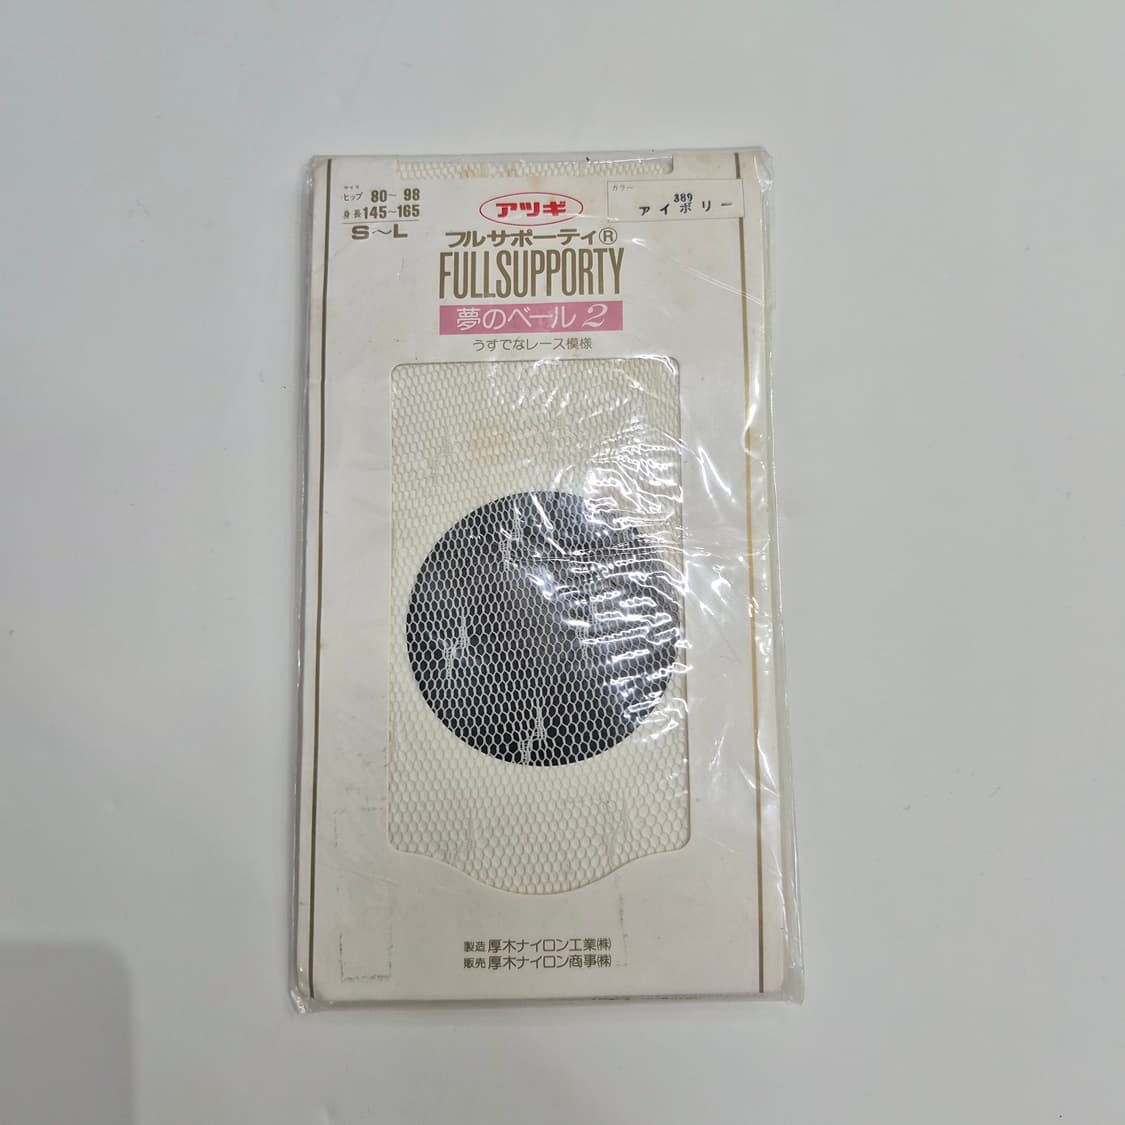 サイズ
ヒップ 80〜98
身長 145〜165
S〜L
アツギ
カラー
389
アイボリー
フルサポーティ®
FULLSUPPORTY
夢のベール2
うすでなレース模様
製造 厚木ナイロン工業㈱
販売 厚木ナイロン商事㈱